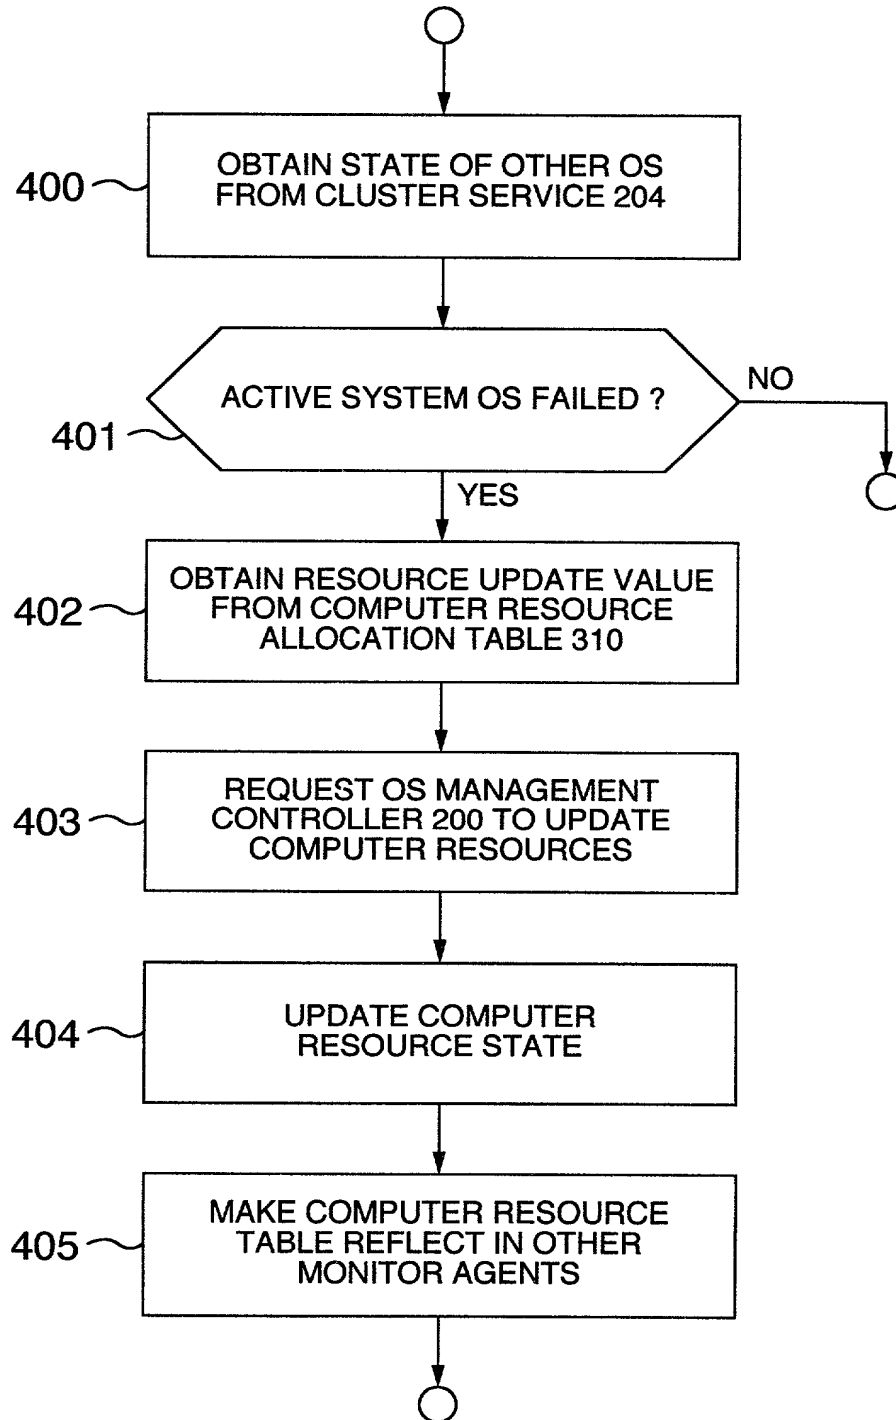 400
OBTAIN STATE OF OTHER OS
FROM CLUSTER SERVICE 204
401
ACTIVE SYSTEM OS FAILED ?
NO
YES
402
OBTAIN RESOURCE UPDATE VALUE
FROM COMPUTER RESOURCE
ALLOCATION TABLE 310
403
REQUEST OS MANAGEMENT
CONTROLLER 200 TO UPDATE
COMPUTER RESOURCES
404
UPDATE COMPUTER
RESOURCE STATE
405
MAKE COMPUTER RESOURCE
TABLE REFLECT IN OTHER
MONITOR AGENTS